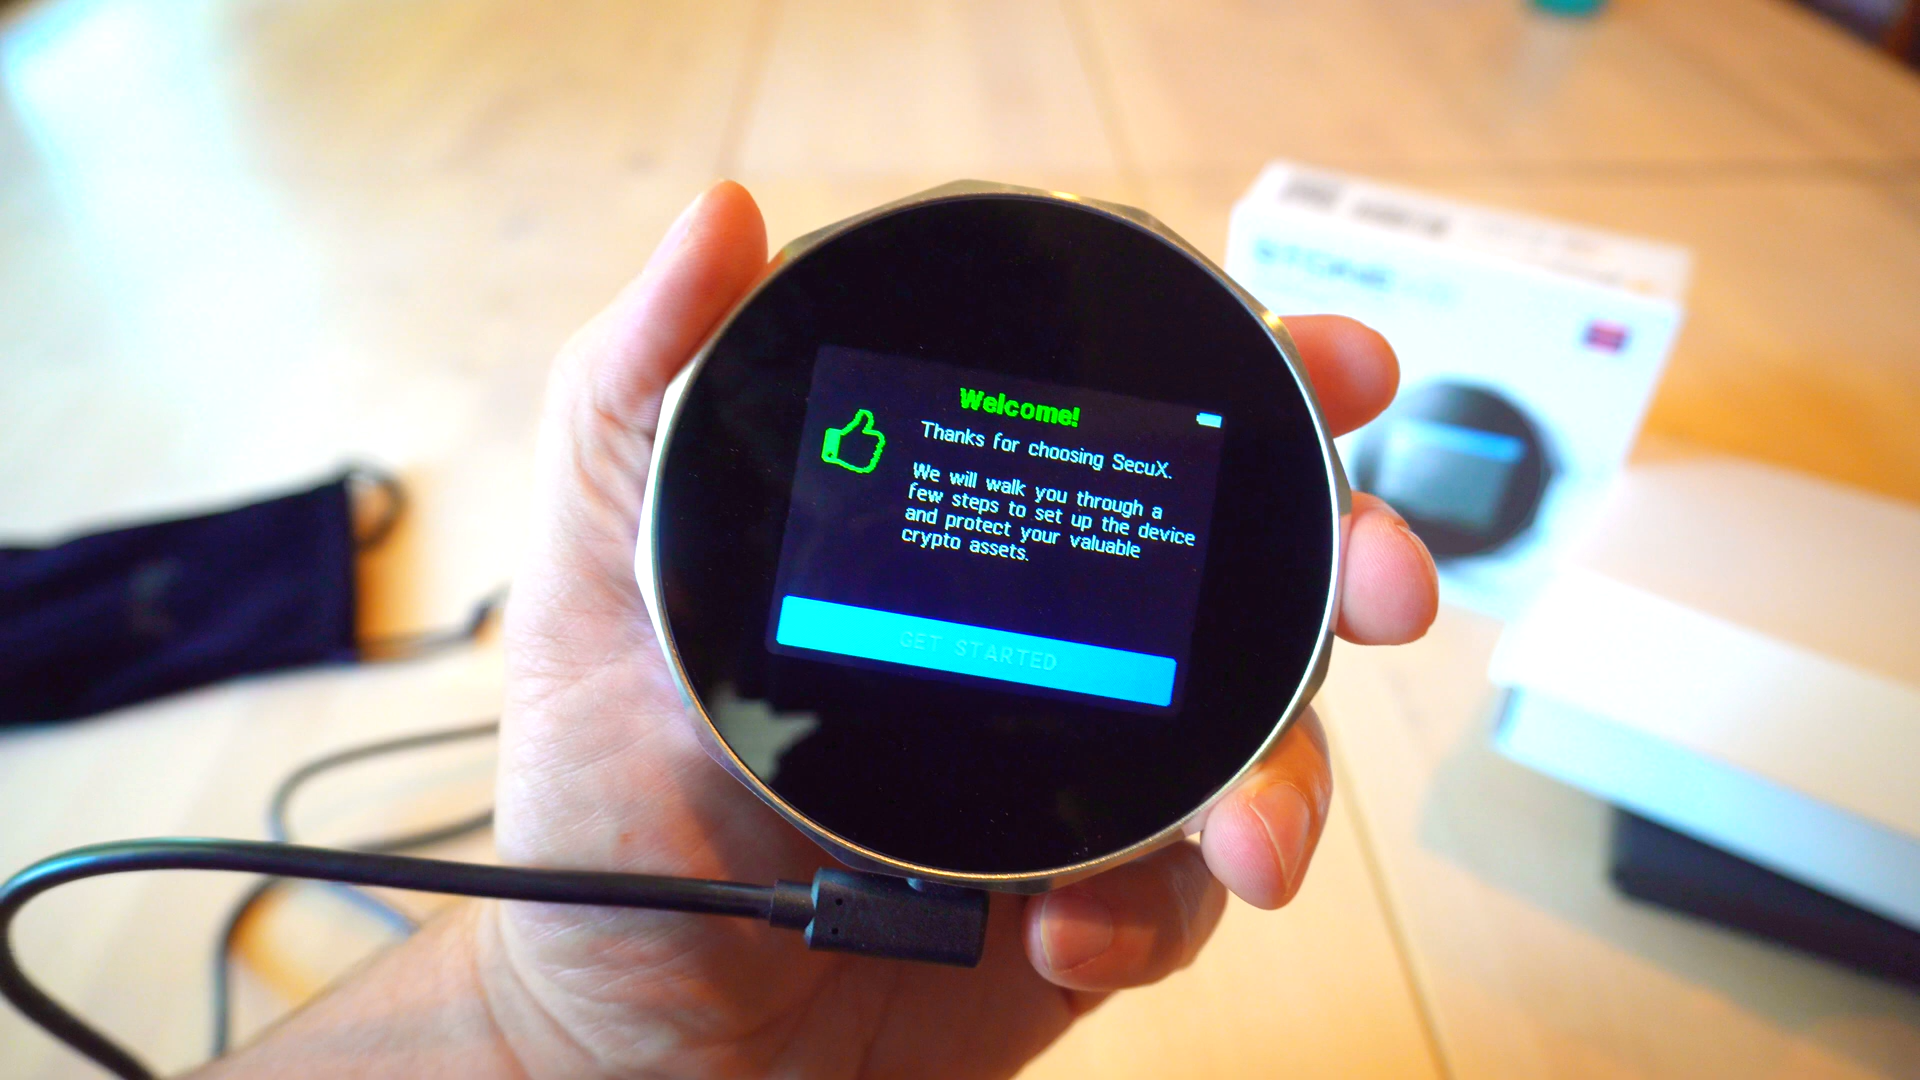 Welcome!
Thanks for choosing SecuX.
We will walk you through a
few steps to set up the device
and protect your valuable
crypto assets.
GET STARTED
STONE